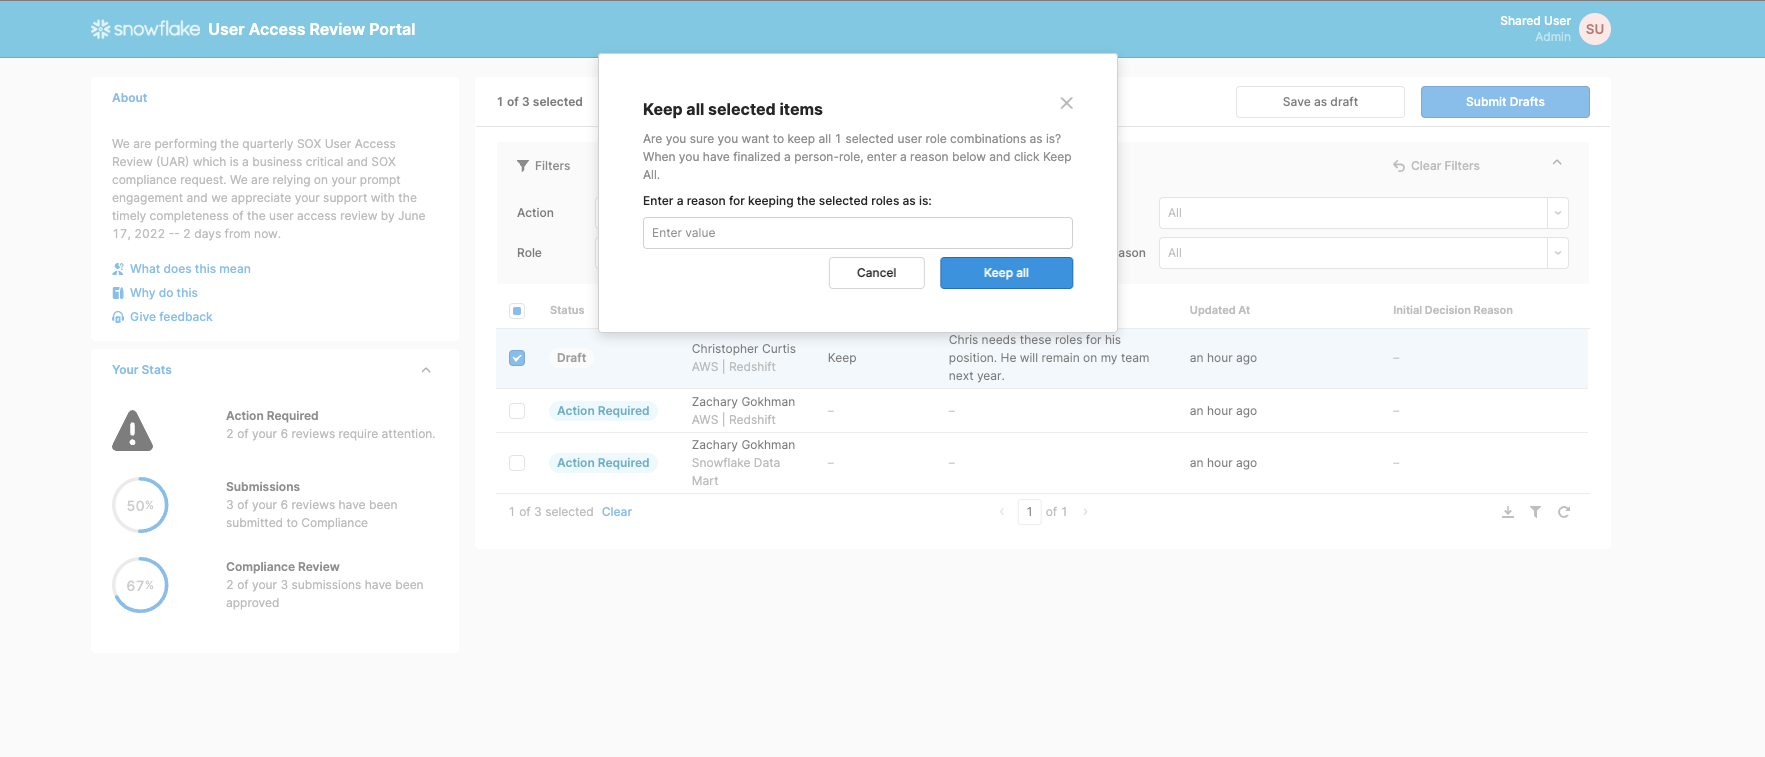 snowflake User Access Review Portal
Shared User
Admin
SU
About
We are performing the quarterly SOX User Access
Review (UAR) which is a business critical and SOX
compliance request. We are relying on your prompt
engagement and we appreciate your support with the
timely completeness of the user access review by June
17, 2022 -- 2 days from now.
What does this mean
Why do this
Give feedback
Your Stats
Action Required
2 of your 6 reviews require attention.
50%
Submissions
3 of your 6 reviews have been
submitted to Compliance
67%
Compliance Review
2 of your 3 submissions have been
approved
1 of 3 selected
Save as draft
Submit Drafts
Filters
Clear Filters
Action
All
Role
ason
All
Keep all selected items
Are you sure you want to keep all 1 selected user role combinations as is?
When you have finalized a person-role, enter a reason below and click Keep
All.
Enter a reason for keeping the selected roles as is:
Enter value
Cancel
Keep all
Status
Updated At
Initial Decision Reason
Draft
Christopher Curtis
AWS | Redshift
Keep
Chris needs these roles for his
position. He will remain on my team
next year.
an hour ago
–
Action Required
Zachary Gokhman
AWS | Redshift
–
–
an hour ago
–
Action Required
Zachary Gokhman
Snowflake Data
Mart
–
–
an hour ago
–
1 of 3 selected Clear
1 of 1